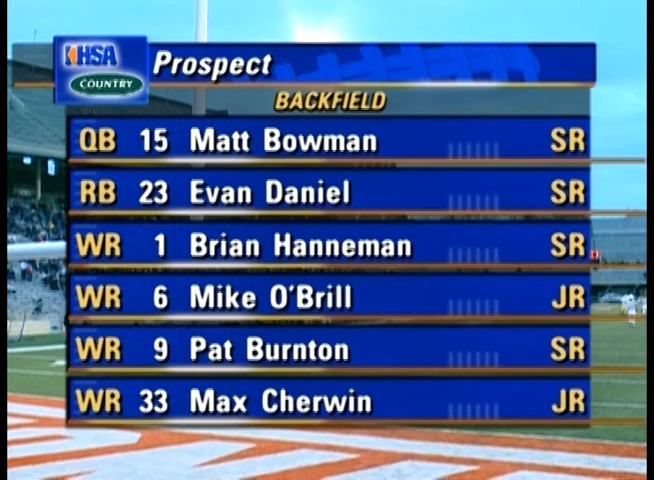 IHSA
COUNTRY
Prospect
BACKFIELD
QB 15 Matt Bowman SR
RB 23 Evan Daniel SR
WR 1 Brian Hanneman SR
WR 6 Mike O'Brill JR
WR 9 Pat Burnton SR
WR 33 Max Cherwin JR